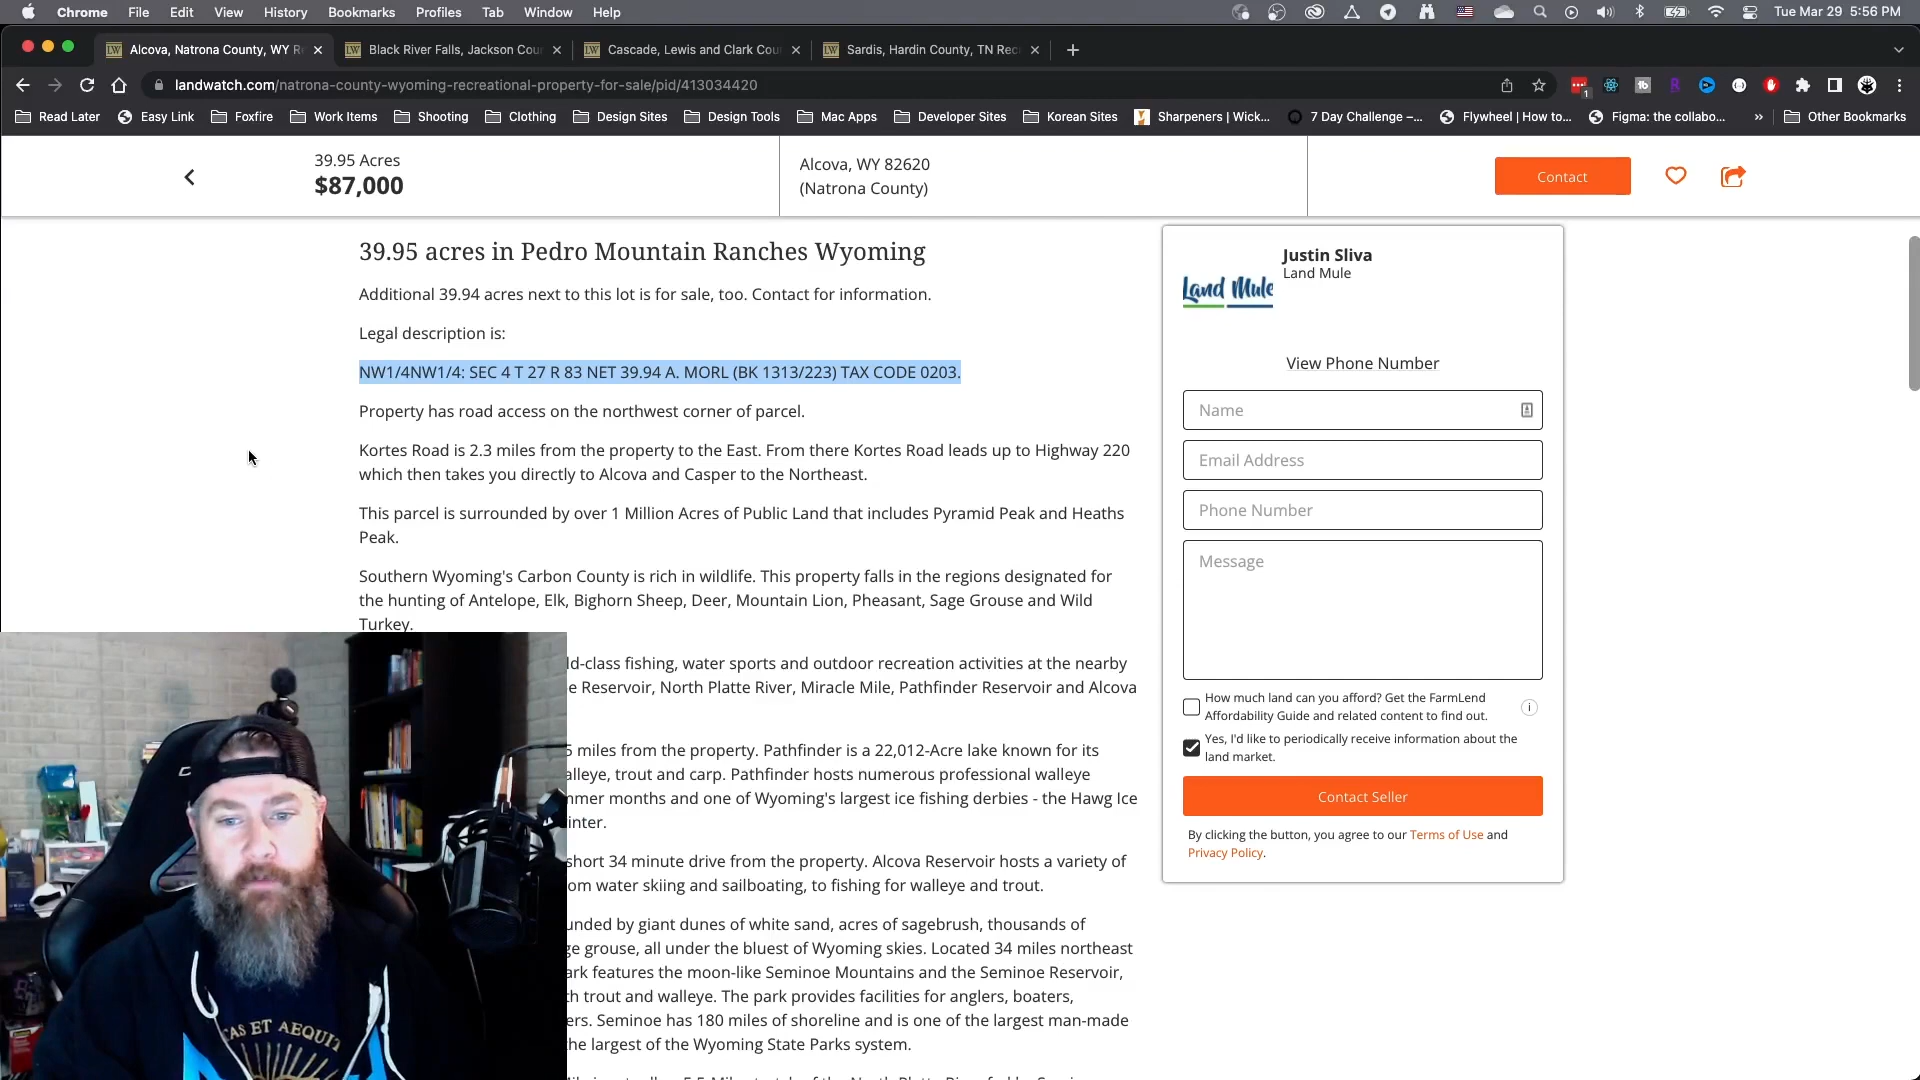 Chrome File Edit View History Bookmarks Profiles Tab Window Help Tue Mar 29 5:56 PM
Alcova, Natrona County, WY R Black River Falls, Jackson Cou Cascade, Lewis and Clark Cou Sardis, Hardin County, TN Rec
landwatch.com/natrona-county-wyoming-recreational-property-for-sale/pid/413034420
Read Later Easy Link Foxfire Work Items Shooting Clothing Design Sites Design Tools Mac Apps Developer Sites Korean Sites Sharpeners | Wick... 7 Day Challenge –... Flywheel | How to... Figma: the collabo... » Other Bookmarks
39.95 Acres
$87,000
Alcova, WY 82620
(Natrona County)
Contact
39.95 acres in Pedro Mountain Ranches Wyoming
Additional 39.94 acres next to this lot is for sale, too. Contact for information.
Legal description is:
NW1/4NW1/4: SEC 4 T 27 R 83 NET 39.94 A. MORL (BK 1313/223) TAX CODE 0203.
Property has road access on the northwest corner of parcel.
Kortes Road is 2.3 miles from the property to the East. From there Kortes Road leads up to Highway 220
which then takes you directly to Alcova and Casper to the Northeast.
This parcel is surrounded by over 1 Million Acres of Public Land that includes Pyramid Peak and Heaths
Peak.
Southern Wyoming's Carbon County is rich in wildlife. This property falls in the regions designated for
the hunting of Antelope, Elk, Bighorn Sheep, Deer, Mountain Lion, Pheasant, Sage Grouse and Wild
Turkey.
ld-class fishing, water sports and outdoor recreation activities at the nearby
e Reservoir, North Platte River, Miracle Mile, Pathfinder Reservoir and Alcova
5 miles from the property. Pathfinder is a 22,012-Acre lake known for its
alleye, trout and carp. Pathfinder hosts numerous professional walleye
mmer months and one of Wyoming's largest ice fishing derbies - the Hawg Ice
inter.
short 34 minute drive from the property. Alcova Reservoir hosts a variety of
om water skiing and sailboating, to fishing for walleye and trout.
unded by giant dunes of white sand, acres of sagebrush, thousands of
ge grouse, all under the bluest of Wyoming skies. Located 34 miles northeast
ark features the moon-like Seminoe Mountains and the Seminoe Reservoir,
th trout and walleye. The park provides facilities for anglers, boaters,
ers. Seminoe has 180 miles of shoreline and is one of the largest man-made
the largest of the Wyoming State Parks system.
Justin Sliva
Land Mule
Land Mule
View Phone Number
Name
Email Address
Phone Number
Message
How much land can you afford? Get the FarmLend
Affordability Guide and related content to find out.
Yes, I'd like to periodically receive information about the
land market.
Contact Seller
By clicking the button, you agree to our Terms of Use and
Privacy Policy.
AS ET AEQUI